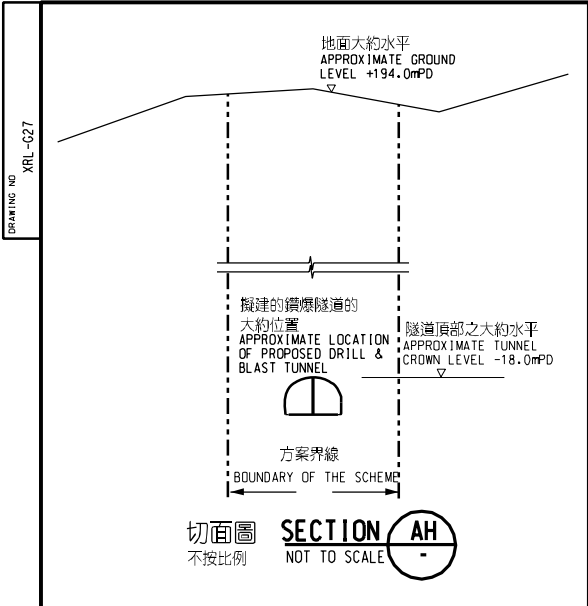 DRAWING NO
XRL-G27
地面大約水平
APPROXIMATE GROUND
LEVEL +194.0mPD
擬建的鑽爆隧道的
大約位置
APPROXIMATE LOCATION
OF PROPOSED DRILL &
BLAST TUNNEL
隧道頂部之大約水平
APPROXIMATE TUNNEL
CROWN LEVEL -18.0mPD
方案界線
BOUNDARY OF THE SCHEME
切面圖 SECTION AH
不按比例 NOT TO SCALE -